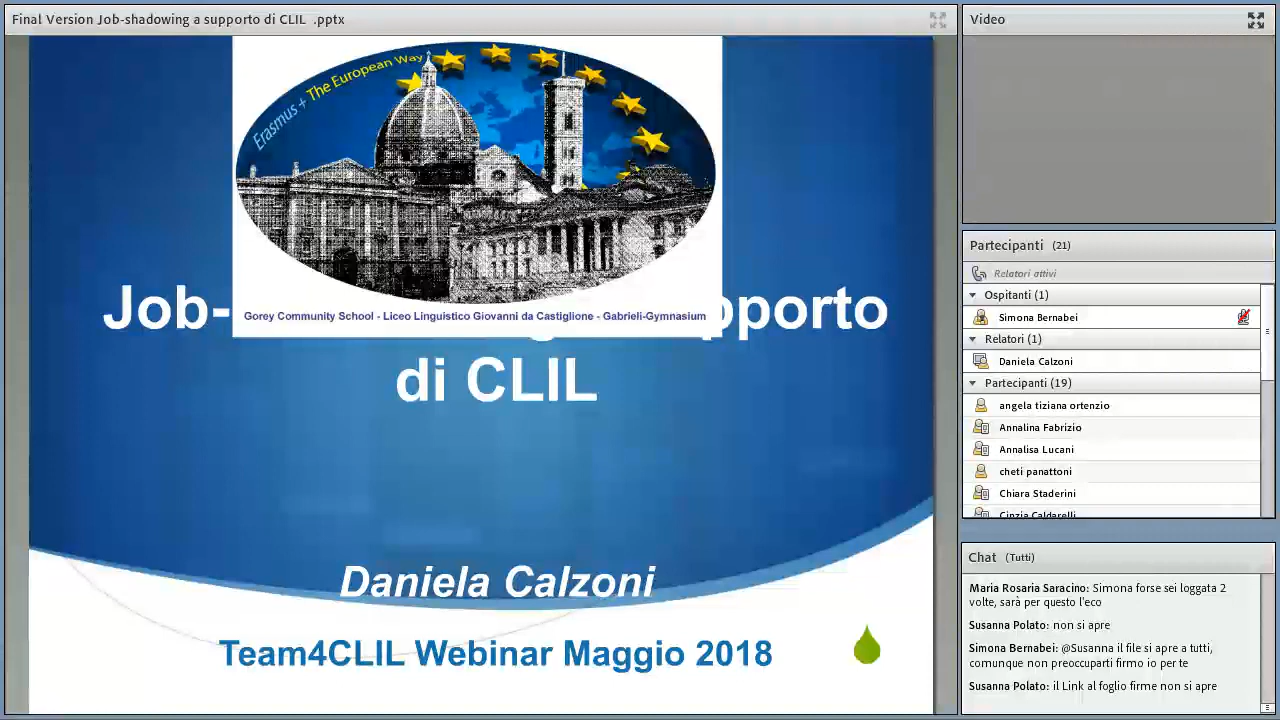 Final Version Job-shadowing a supporto di CLIL .pptx
Erasmus + The European Way
Gorey Community School - Liceo Linguistico Giovanni da Castiglione - Gabrieli-Gymnasium
Job-
pporto
di CLIL
Daniela Calzoni
Team4CLIL Webinar Maggio 2018
Video
Partecipanti (21)
Relatori attivi
Ospitanti (1)
Simona Bernabei
Relatori (1)
Daniela Calzoni
Partecipanti (19)
angela tiziana ortenzio
Annalina Fabrizio
Annalisa Lucani
cheti panattoni
Chiara Staderini
Cinzia Caldarelli
Chat (Tutti)
Maria Rosaria Saracino: Simona forse sei loggata 2
volte, sarà per questo l'eco
Susanna Polato: non si apre
Simona Bernabei: @Susanna il file si apre a tutti,
comunque non preoccuparti firmo io per te
Susanna Polato: il Link al foglio firme non si apre